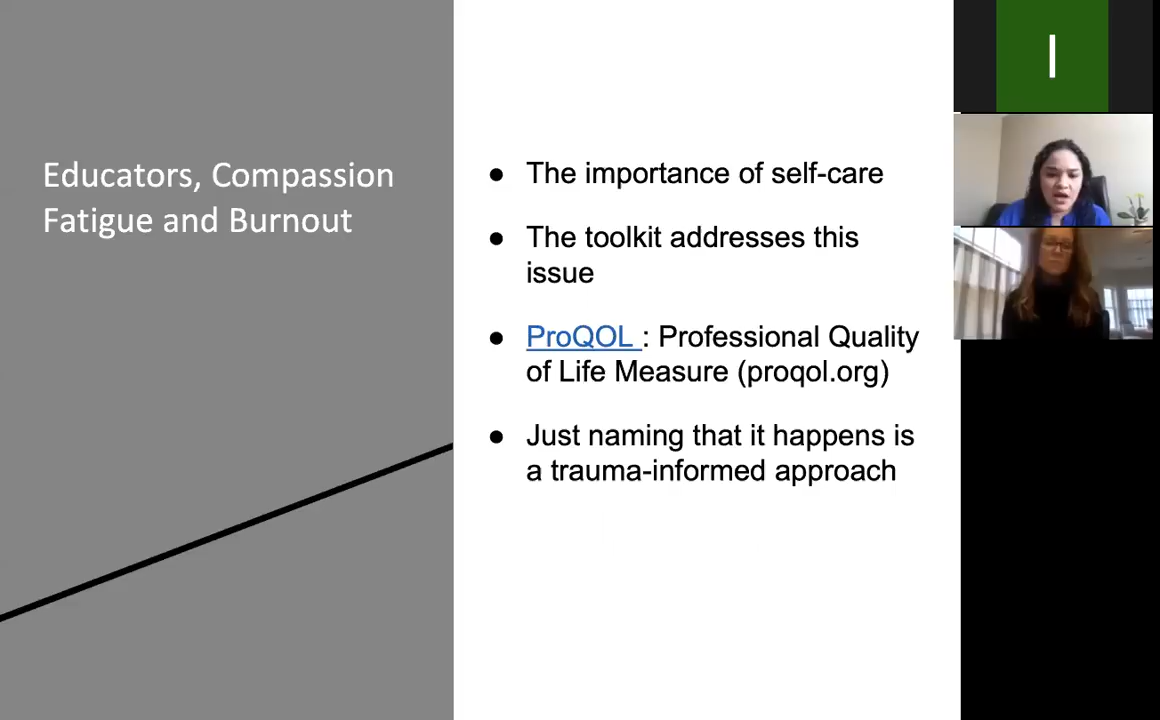 Educators, Compassion
Fatigue and Burnout
● The importance of self-care
● The toolkit addresses this
issue
● ProQOL : Professional Quality
of Life Measure (proqol.org)
● Just naming that it happens is
a trauma-informed approach
I